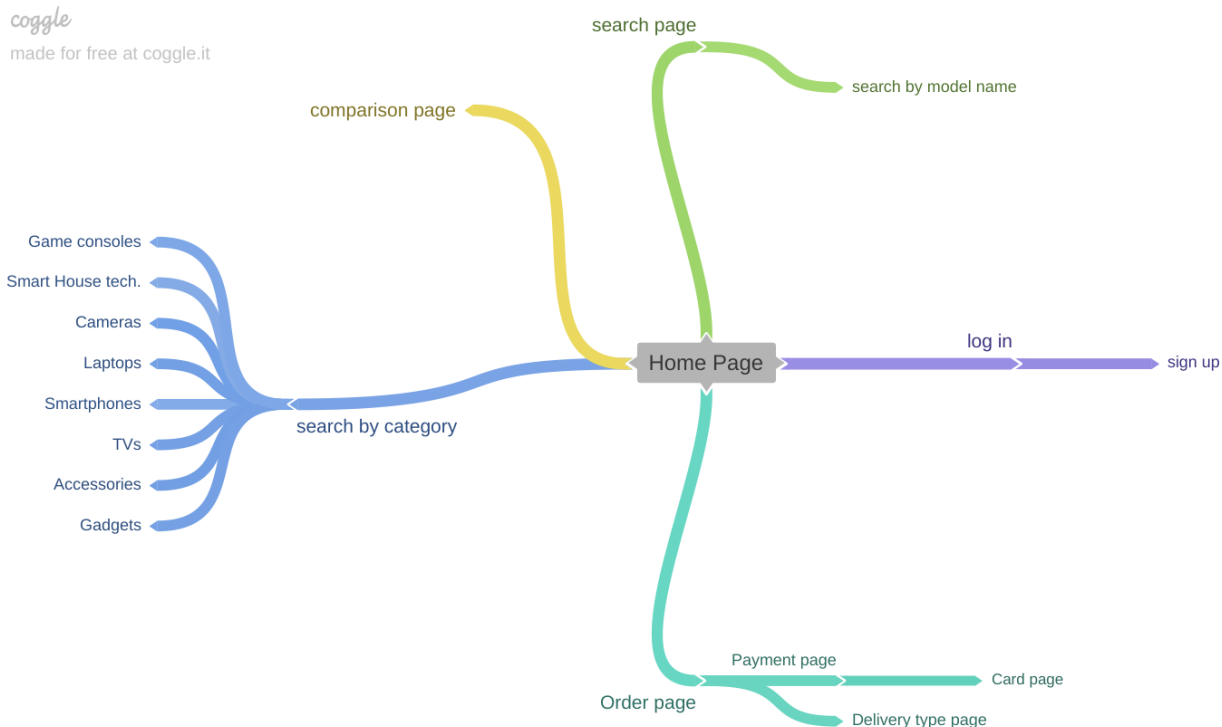 coggle
made for free at coggle.it
search page
search by model name
comparison page
Game consoles
Smart House tech.
Cameras
Laptops
Smartphones
TVs
Accessories
Gadgets
search by category
Home Page
log in
sign up
Payment page
Card page
Order page
Delivery type page